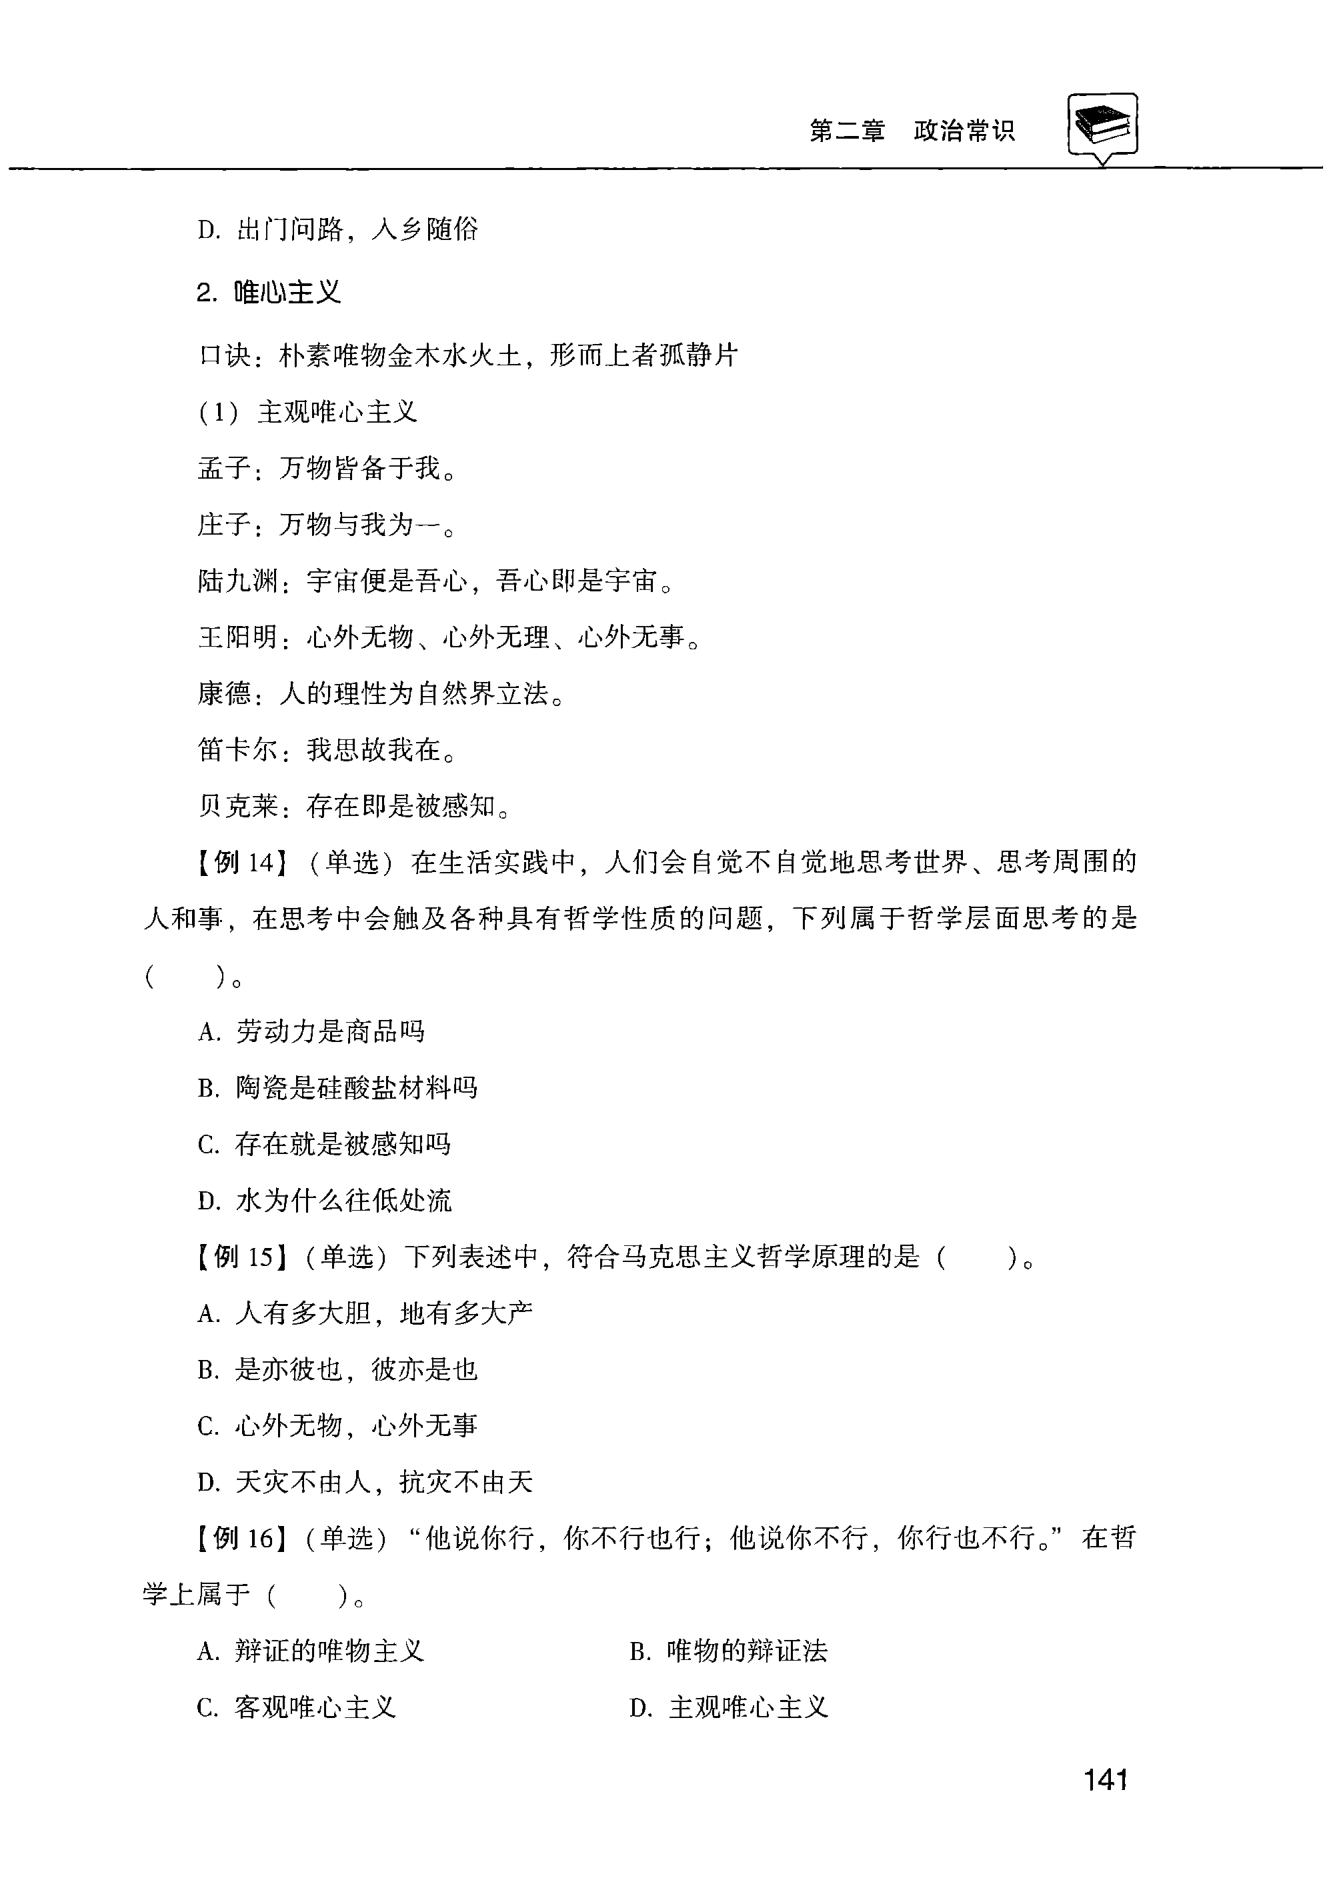 第二章 政治常识
D. 出门问路，入乡随俗
2. 唯心主义
口诀：朴素唯物金木水火土，形而上者孤静片
（1）主观唯心主义
孟子：万物皆备于我。
庄子：万物与我为一。
陆九渊：宇宙便是吾心，吾心即是宇宙。
王阳明：心外无物、心外无理、心外无事。
康德：人的理性为自然界立法。
笛卡尔：我思故我在。
贝克莱：存在即是被感知。
【例 14】（单选）在生活实践中，人们会自觉不自觉地思考世界、思考周围的
人和事，在思考中会触及各种具有哲学性质的问题，下列属于哲学层面思考的是
（　　）。
A. 劳动力是商品吗
B. 陶瓷是硅酸盐材料吗
C. 存在就是被感知吗
D. 水为什么往低处流
【例 15】（单选）下列表述中，符合马克思主义哲学原理的是（　　）。
A. 人有多大胆，地有多大产
B. 是亦彼也，彼亦是也
C. 心外无物，心外无事
D. 天灾不由人，抗灾不由天
【例 16】（单选）“他说你行，你不行也行；他说你不行，你行也不行。”在哲
学上属于（　　）。
A. 辩证的唯物主义 B. 唯物的辩证法
C. 客观唯心主义 D. 主观唯心主义
141